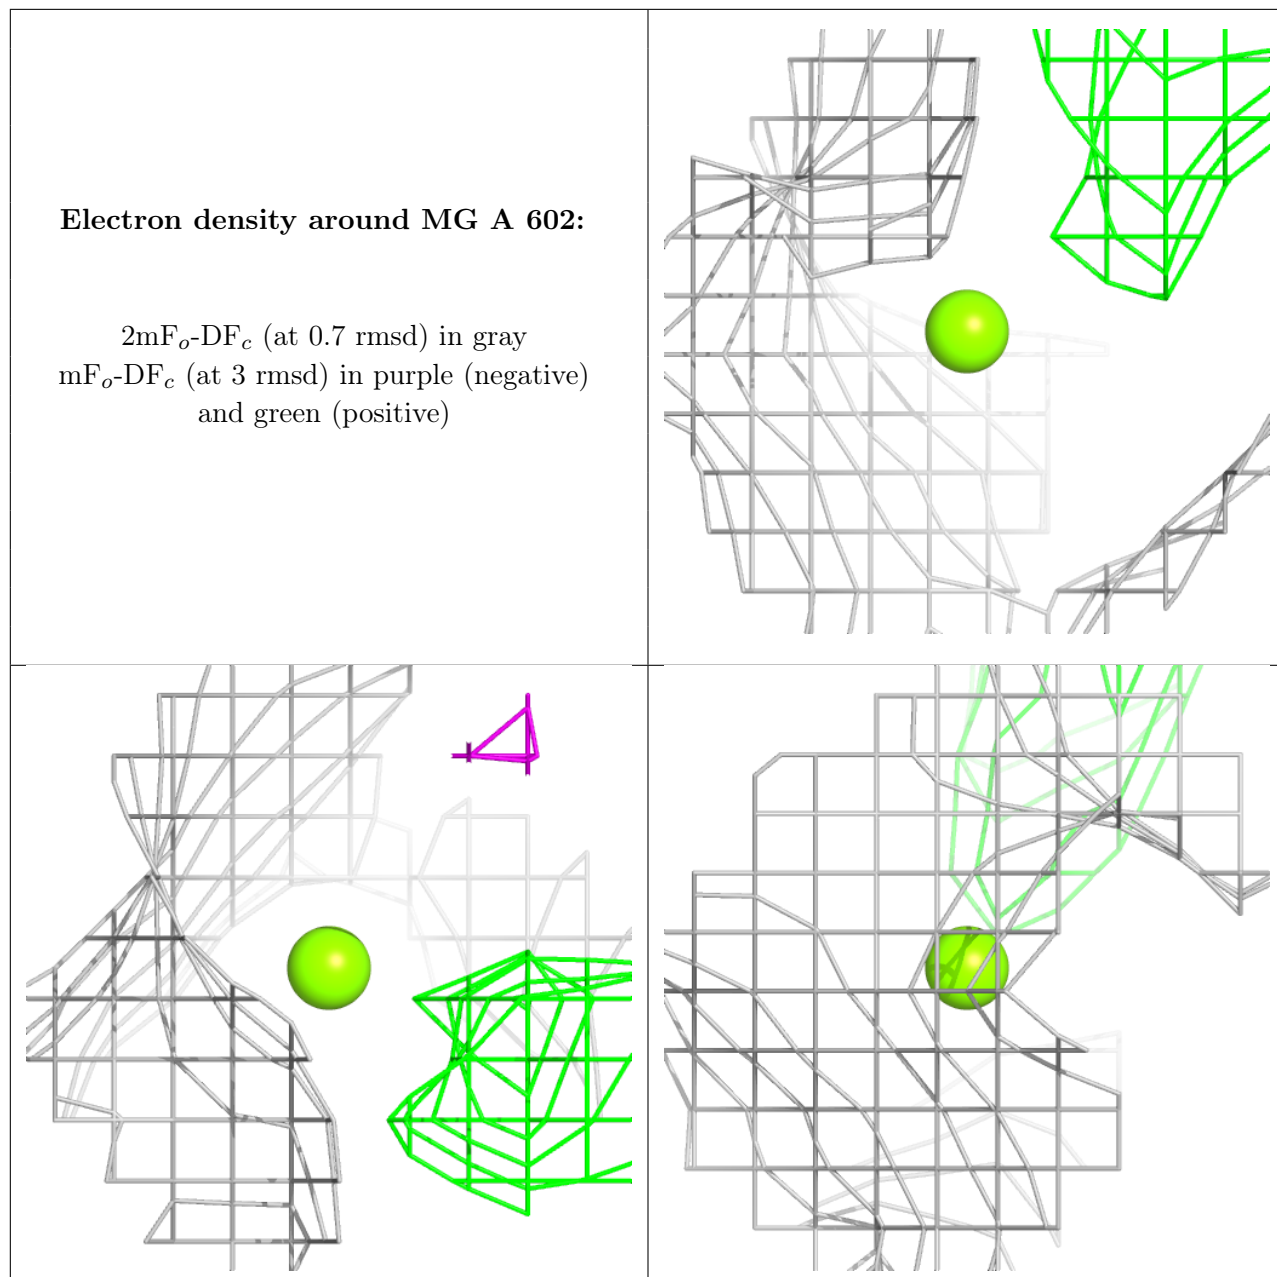 Electron density around MG A 602:
2mFo-DFc (at 0.7 rmsd) in gray
mFo-DFc (at 3 rmsd) in purple (negative)
and green (positive)